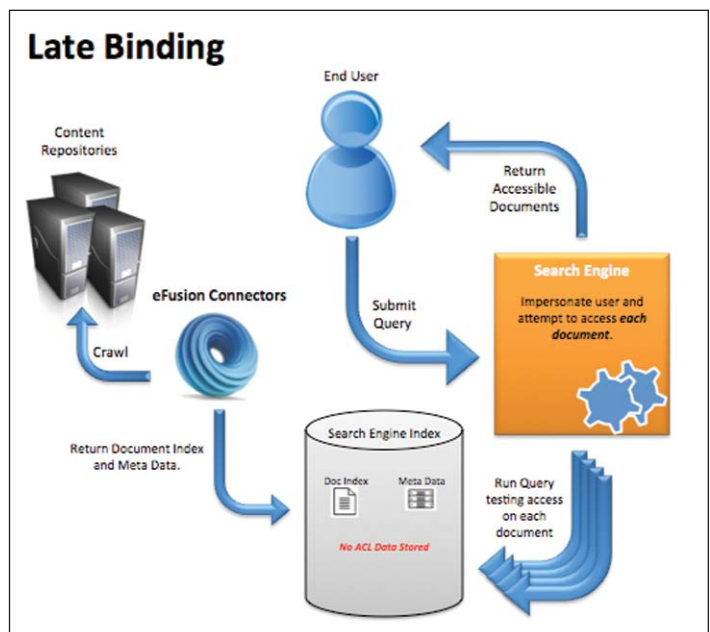 Late Binding
End User
Content
Repositories
Return
Accessible
Documents
eFusion Connectors
Search Engine
Impersonate user and
attempt to access each
document.
Submit
Query
Crawl
Return Document Index
and Meta Data.
Search Engine Index
Doc Index
Meta Data
No ACL Data Stored
Run Query
testing access
on each
document